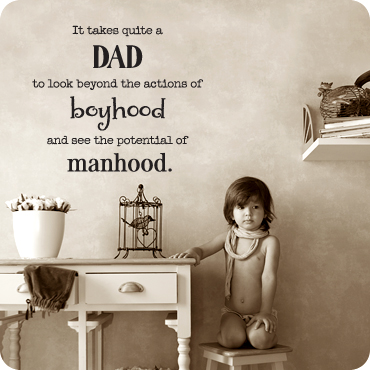 It takes quite a
DAD
to look beyond the actions of
boyhood
and see the potential of
manhood.